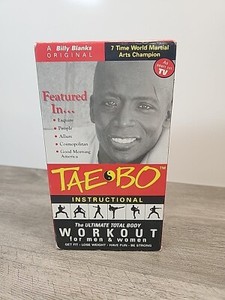 A Billy Blanks
ORIGINAL
7 Time World Martial
Arts Champion
AS SEEN ON
TV
Featured
In...
• Esquire
• People
• Allure
• Cosmopolitan
• Good Morning
America
TAE BO™
INSTRUCTIONAL
The ULTIMATE TOTAL BODY
WORKOUT
for men & women
GET FIT · LOSE WEIGHT · HAVE FUN · BE STRONG